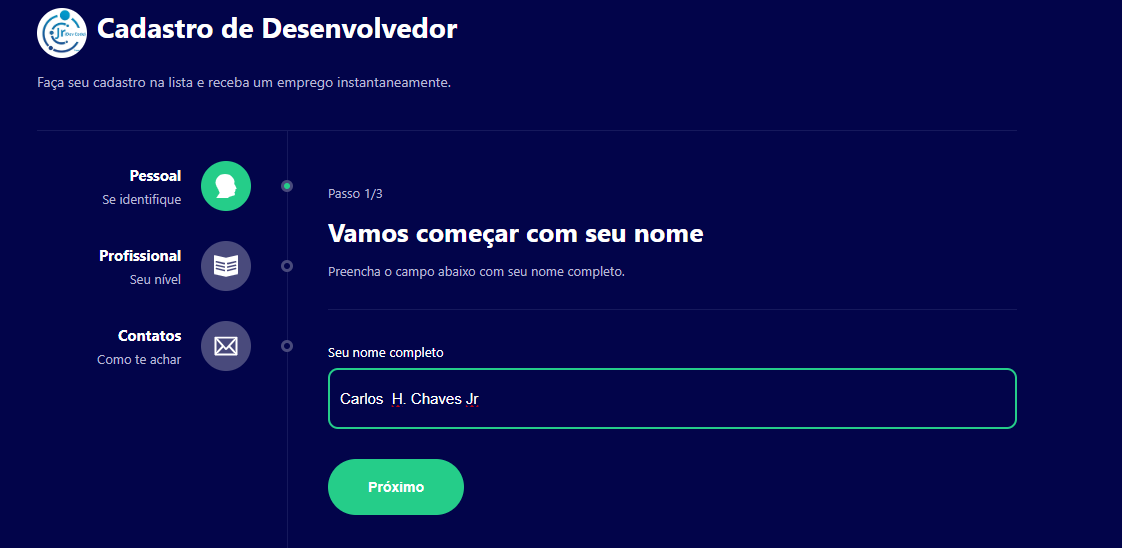 Jr Dev
Cadastro de Desenvolvedor
Faça seu cadastro na lista e receba um emprego instantaneamente.
Pessoal
Se identifique
Profissional
Seu nível
Contatos
Como te achar
Passo 1/3
Vamos começar com seu nome
Preencha o campo abaixo com seu nome completo.
Seu nome completo
Carlos  H. Chaves Jr
Próximo